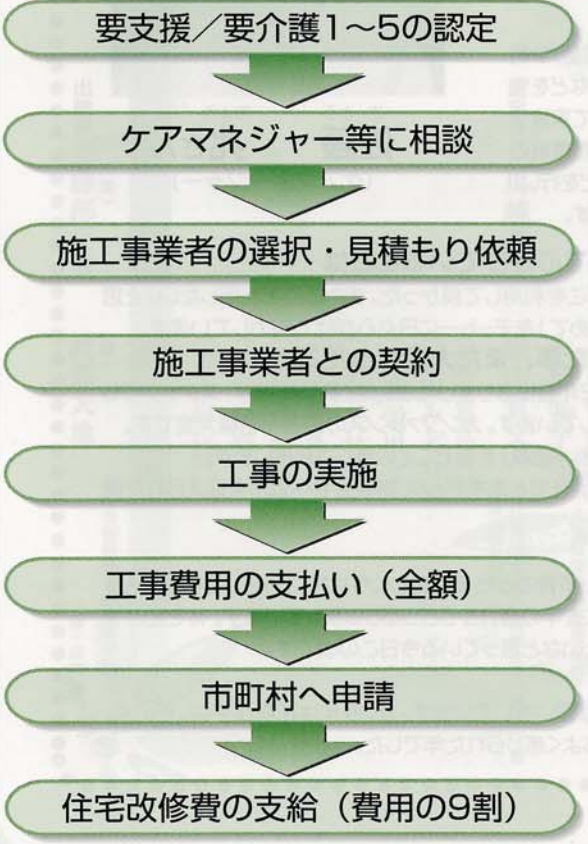 要支援／要介護1～5の認定
ケアマネジャー等に相談
施工事業者の選択・見積もり依頼
施工事業者との契約
工事の実施
工事費用の支払い（全額）
市町村へ申請
住宅改修費の支給（費用の9割）